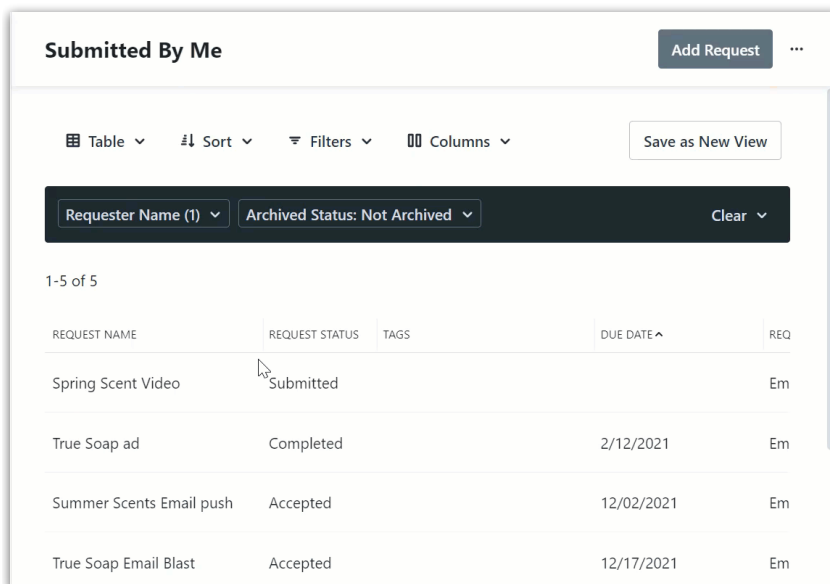 Submitted By Me
Add Request
Table Sort Filters Columns Save as New View
Requester Name (1) Archived Status: Not Archived Clear
1-5 of 5
REQUEST NAME REQUEST STATUS TAGS DUE DATE REQ
Spring Scent Video Submitted Em
True Soap ad Completed 2/12/2021 Em
Summer Scents Email push Accepted 12/02/2021 Em
True Soap Email Blast Accepted 12/17/2021 Em